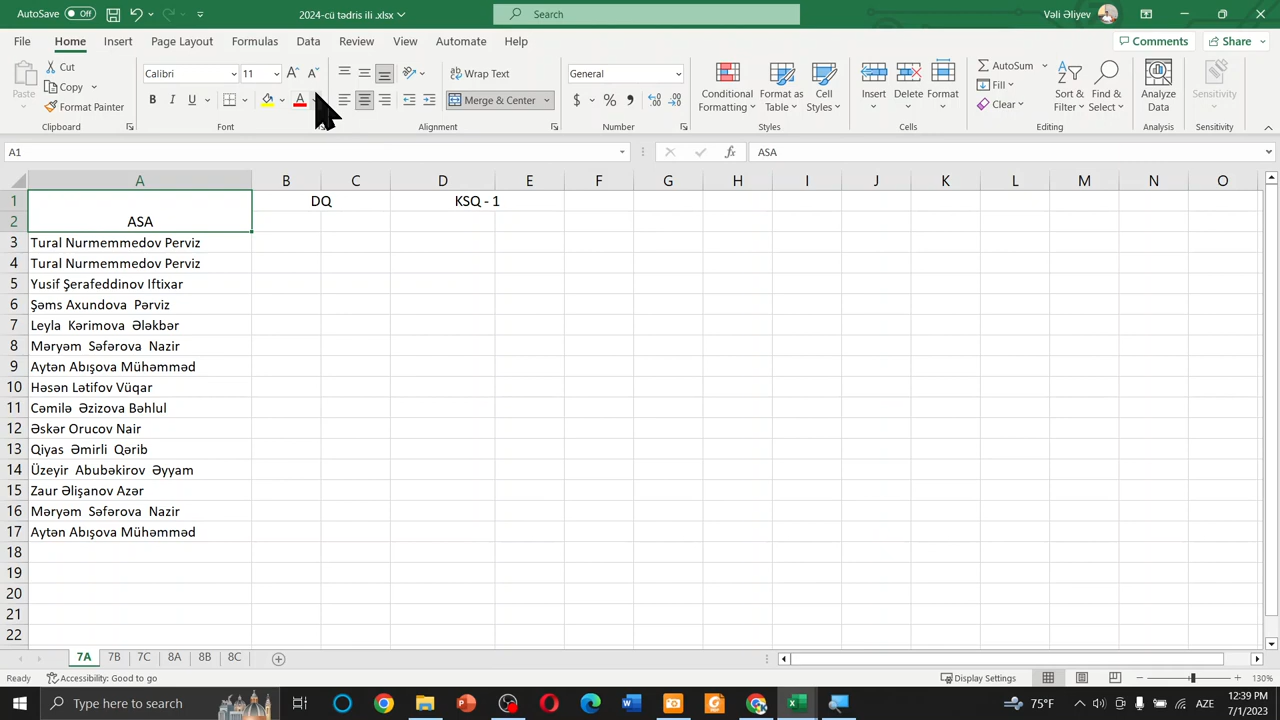 AutoSave Off 2024-cü tədris ili .xlsx Search Vəli Əliyev
File Home Insert Page Layout Formulas Data Review View Automate Help Comments Share
Paste Cut Copy Format Painter Clipboard
Calibri 11 B I U A Font
Wrap Text Merge & Center Alignment
General $ % , Number
Conditional Formatting Format as Table Cell Styles Styles
Insert Delete Format Cells
AutoSum Fill Clear Sort & Filter Find & Select Editing
Analyze Data Analysis
Sensitivity Sensitivity
A1 fx ASA
A B C D E F G H I J K L M N O
1 DQ KSQ - 1
2 ASA
3 Tural Nurmemmedov Perviz
4 Tural Nurmemmedov Perviz
5 Yusif Şerafeddinov Iftixar
6 Şəms Axundova Pərviz
7 Leyla Kərimova Ələkbər
8 Məryəm Səfərova Nazir
9 Aytən Abışova Mühəmməd
10 Həsən Lətifov Vüqar
11 Cəmilə Əzizova Bəhlul
12 Əskər Orucov Nair
13 Qiyas Əmirli Qərib
14 Üzeyir Abubəkirov Əyyam
15 Zaur Əlişanov Azər
16 Məryəm Səfərova Nazir
17 Aytən Abışova Mühəmməd
18
19
20
21
22
7A 7B 7C 8A 8B 8C
Ready Accessibility: Good to go Display Settings 130%
Type here to search 75°F AZE 12:39 PM
7/1/2023